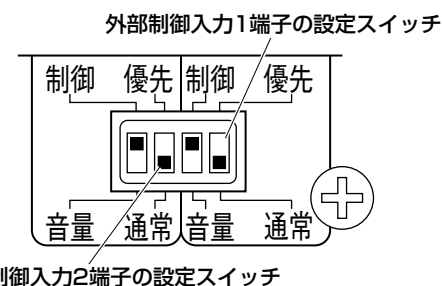 外部制御入力1端子の設定スイッチ
制御 優先 制御 優先
音量 通常 音量 通常
制御入力2端子の設定スイッチ